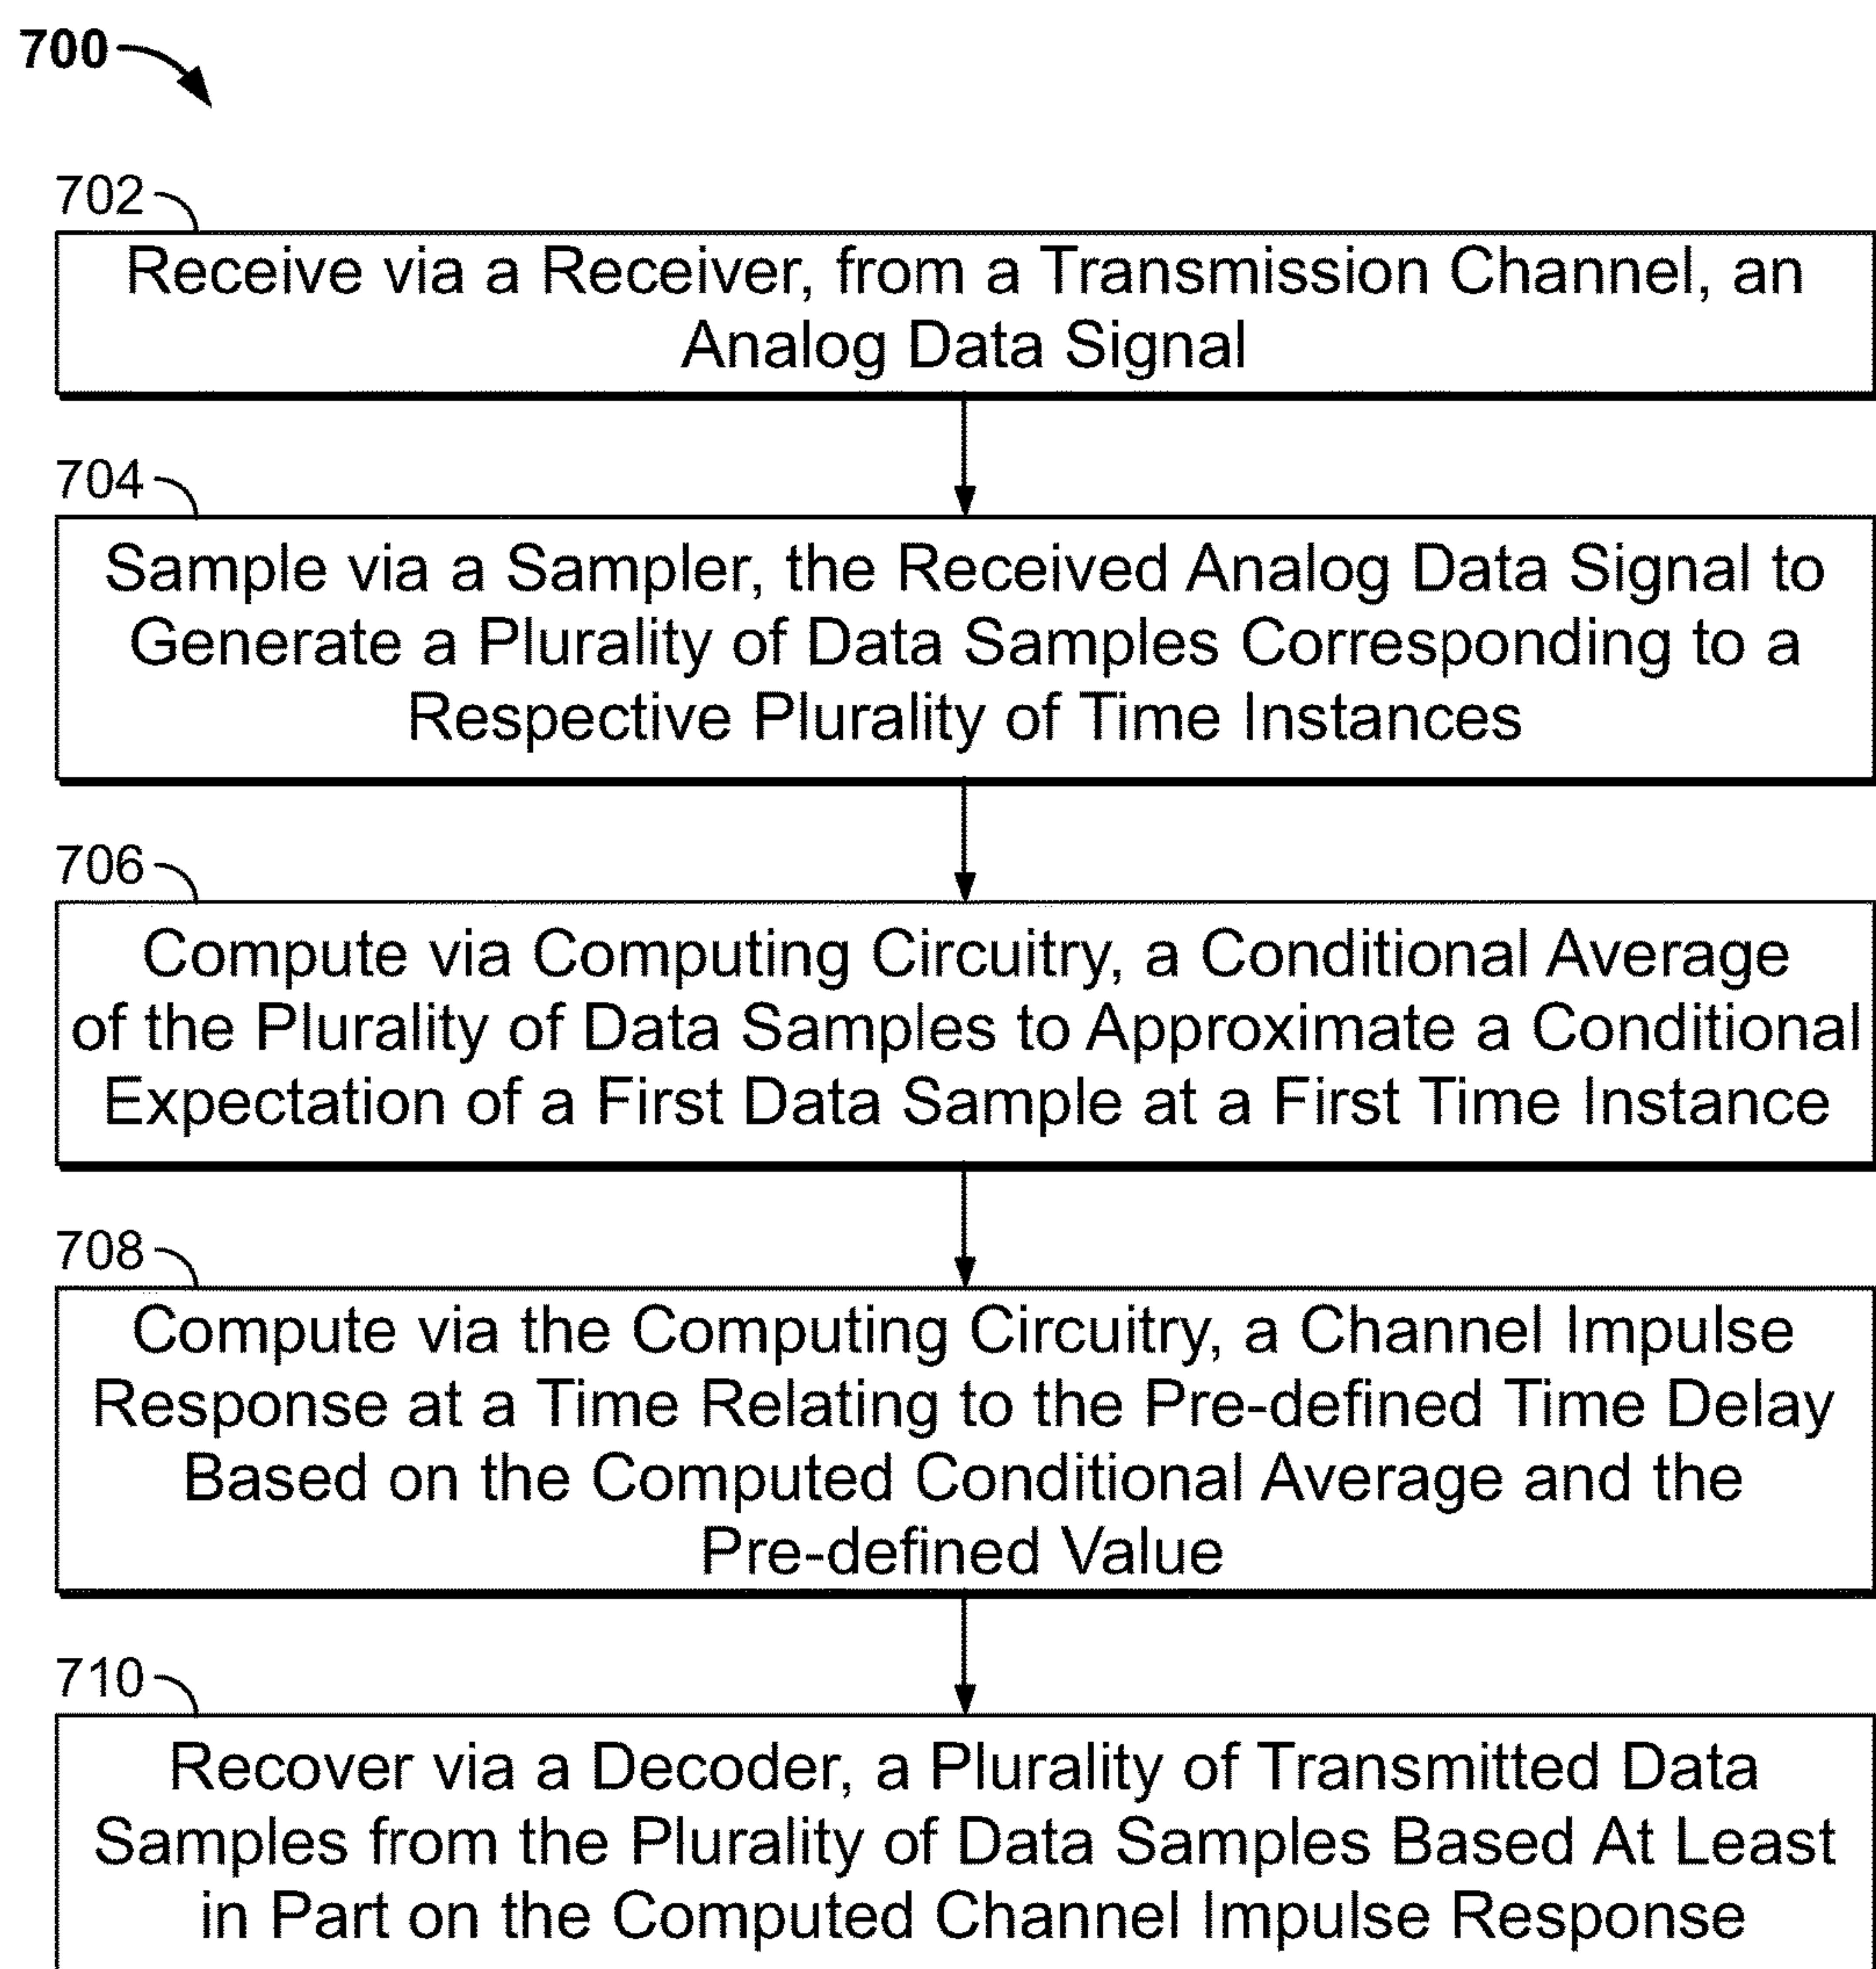 700
702
Receive via a Receiver, from a Transmission Channel, an
Analog Data Signal
704
Sample via a Sampler, the Received Analog Data Signal to
Generate a Plurality of Data Samples Corresponding to a
Respective Plurality of Time Instances
706
Compute via Computing Circuitry, a Conditional Average
of the Plurality of Data Samples to Approximate a Conditional
Expectation of a First Data Sample at a First Time Instance
708
Compute via the Computing Circuitry, a Channel Impulse
Response at a Time Relating to the Pre-defined Time Delay
Based on the Computed Conditional Average and the
Pre-defined Value
710
Recover via a Decoder, a Plurality of Transmitted Data
Samples from the Plurality of Data Samples Based At Least
in Part on the Computed Channel Impulse Response